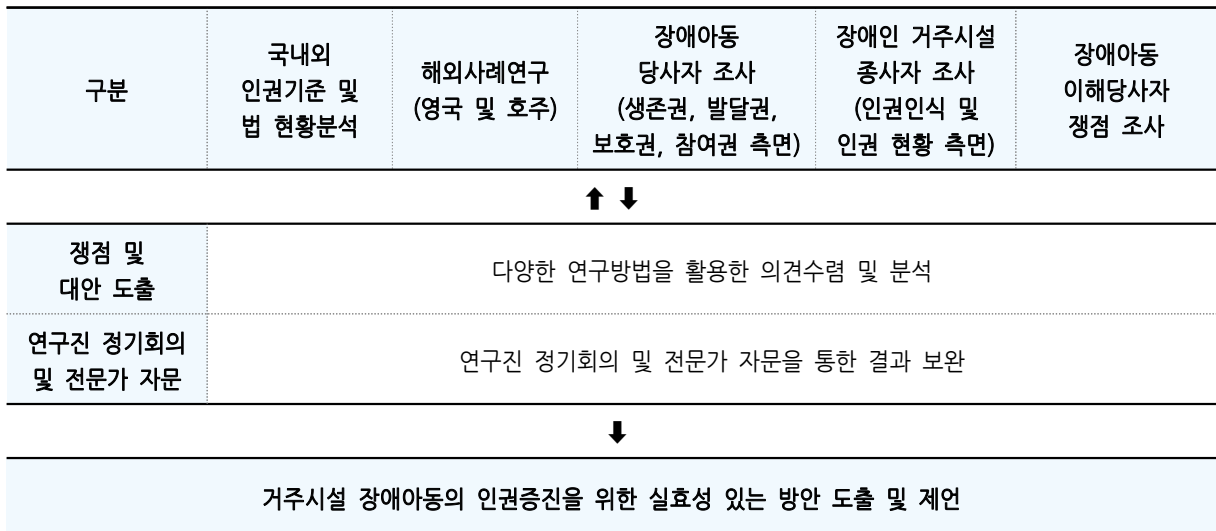 구분
국내외
인권기준 및
법 현황분석
해외사례연구
(영국 및 호주)
장애아동
당사자 조사
(생존권, 발달권,
보호권, 참여권 측면)
장애인 거주시설
종사자 조사
(인권인식 및
인권 현황 측면)
장애아동
이해당사자
쟁점 조사
쟁점 및
대안 도출
다양한 연구방법을 활용한 의견수렴 및 분석
연구진 정기회의
및 전문가 자문
연구진 정기회의 및 전문가 자문을 통한 결과 보완
거주시설 장애아동의 인권증진을 위한 실효성 있는 방안 도출 및 제언